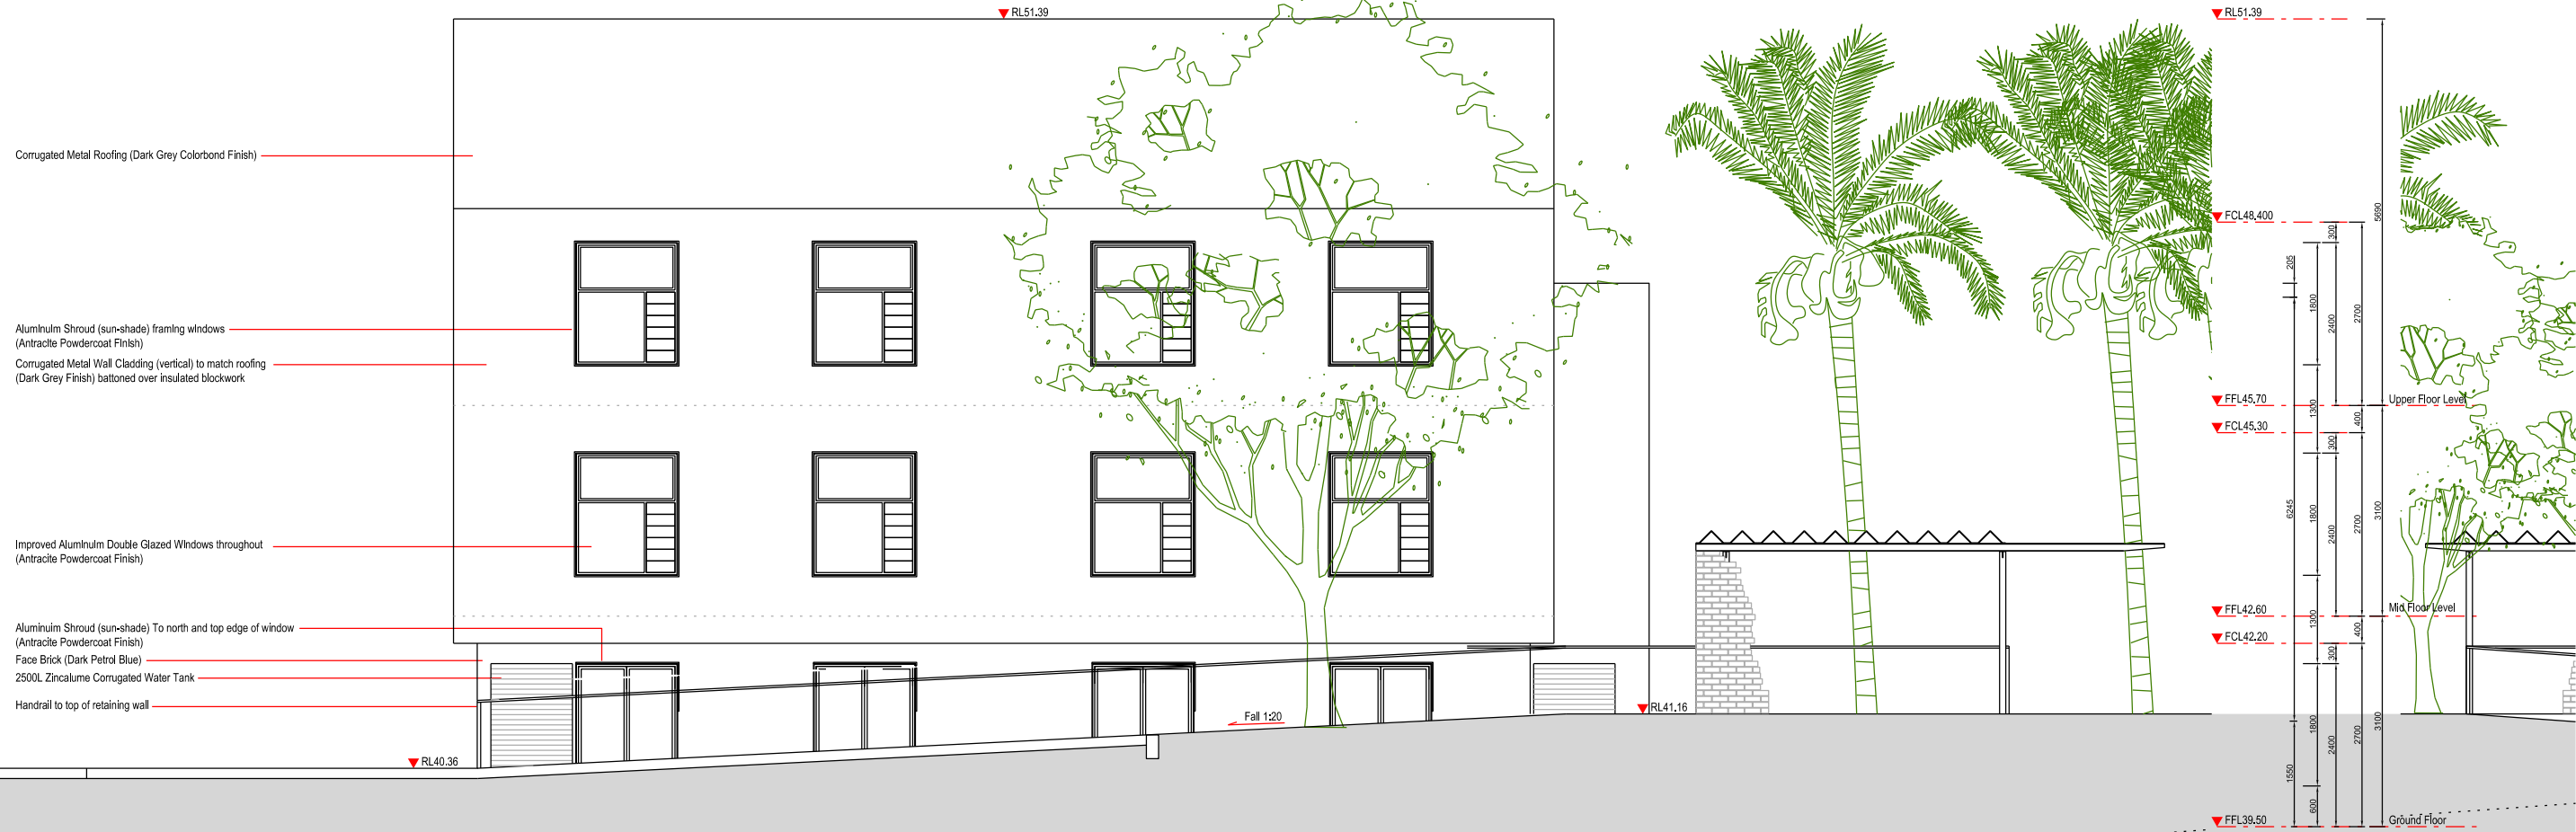 RL51.39
RL51.39
Corrugated Metal Roofing (Dark Grey Colorbond Finish)
FCL48.400
Aluminuim Shroud (sun-shade) framing windows
(Antracite Powdercoat Finish)
Corrugated Metal Wall Cladding (vertical) to match roofing
(Dark Grey Finish) battoned over insulated blockwork
FFL45.70
Upper Floor Level
FCL45.30
Improved Aluminum Double Glazed Windows throughout
(Antracite Powdercoat Finish)
FFL42.60
Mid Floor Level
Aluminuim Shroud (sun-shade) To north and top edge of window
(Antracite Powdercoat Finish)
FCL42.20
Face Brick (Dark Petrol Blue)
2500L Zincalume Corrugated Water Tank
Handrail to top of retaining wall
Fall 1:20
RL41.16
RL40.36
FFL39.50
Ground Floor
205
6245
1550
1800
1300
1800
1300
1800
600
300
2400
300
2400
300
2400
2700
400
2700
400
2700
5690
3100
3100